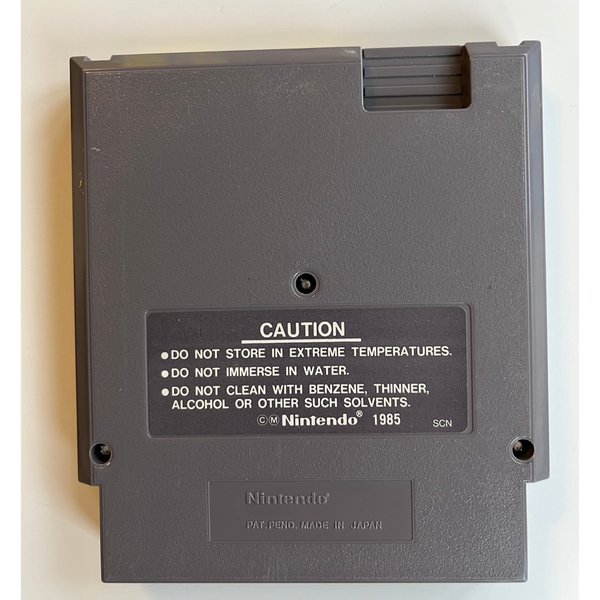 CAUTION
●DO NOT STORE IN EXTREME TEMPERATURES.
●DO NOT IMMERSE IN WATER.
●DO NOT CLEAN WITH BENZENE, THINNER,
ALCOHOL OR OTHER SUCH SOLVENTS.
ⒸⓂ Nintendo® 1985 SCN
Nintendo®
PAT. PEND. MADE IN JAPAN